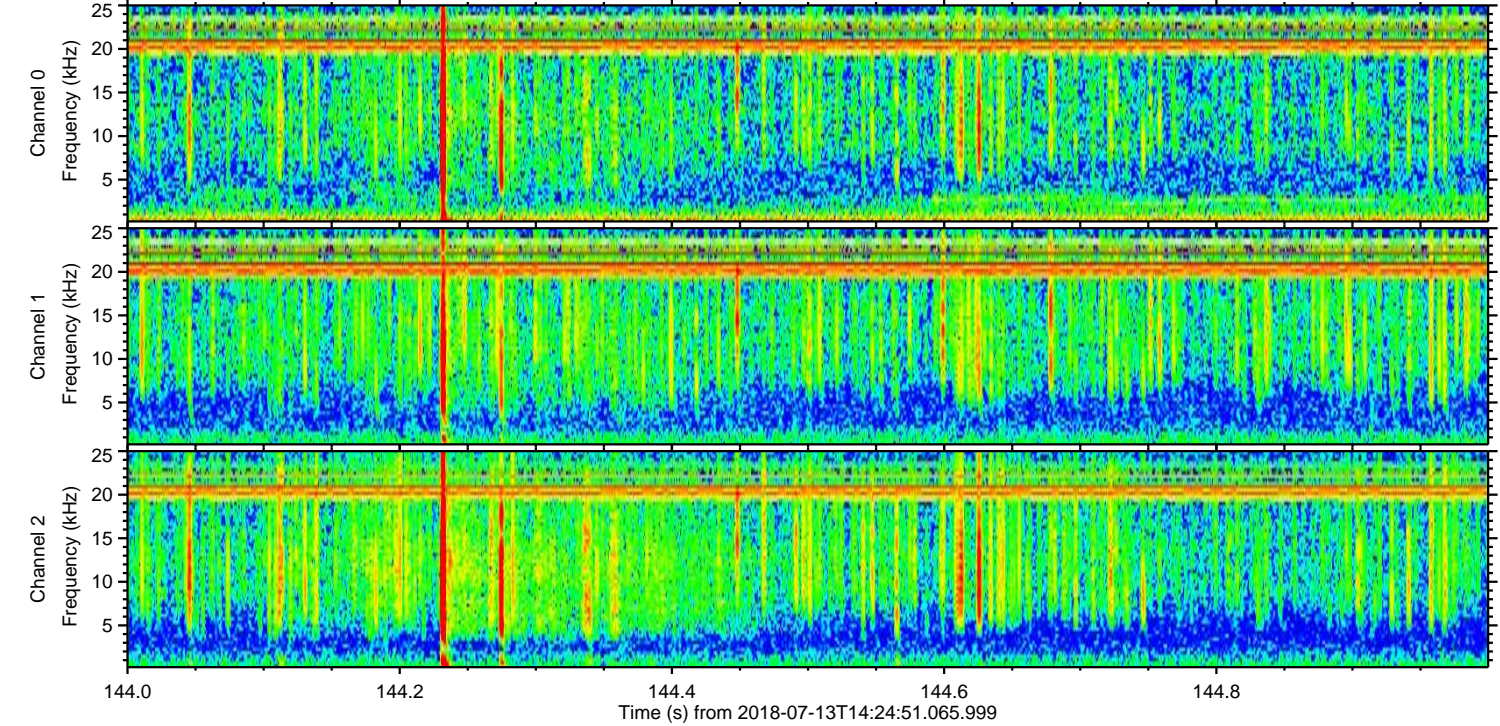 25
20
15
10
5
Channel 0
Frequency (kHz)
25
20
15
10
5
Channel 1
Frequency (kHz)
25
20
15
10
5
Channel 2
Frequency (kHz)
144.0 144.2 144.4 144.6 144.8
Time (s) from 2018-07-13T14:24:51.065.999